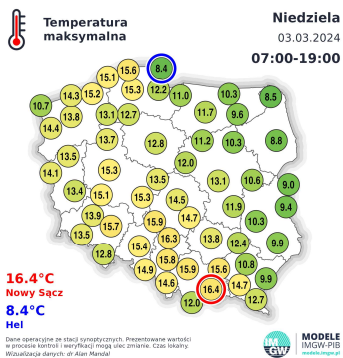 Temperatura
maksymalna
Niedziela
03.03.2024
07:00-19:00
15.1 15.6 8.4
14.3 15.2 15.3 12.2 11.0 10.3 8.5
10.7 13.8 13.1 12.7 11.7 9.6
14.4
13.7 12.8 11.2 10.3 8.8
13.5 12.0
14.1 15.3 13.5 13.1 10.6 9.0
13.4 15.1 15.3 14.5 11.9 9.4
13.9 15.7 15.9 14.7 10.3
13.5 15.4 16.3 13.8 12.4 9.9
12.8 15.8
14.9 15.9 15.6 10.8
14.6 16.4 14.7 9.9
12.0 12.7
16.4°C
Nowy Sącz
8.4°C
Hel
Dane operacyjne ze stacji synoptycznych. Prezentowane wartości
w procesie kontroli i weryfikacji mogą ulec zmianie. Czas lokalny.
Wizualizacja danych: dr Alan Mandal
IM
GW
MODELE
IMGW-PIB
modele.imgw.pl